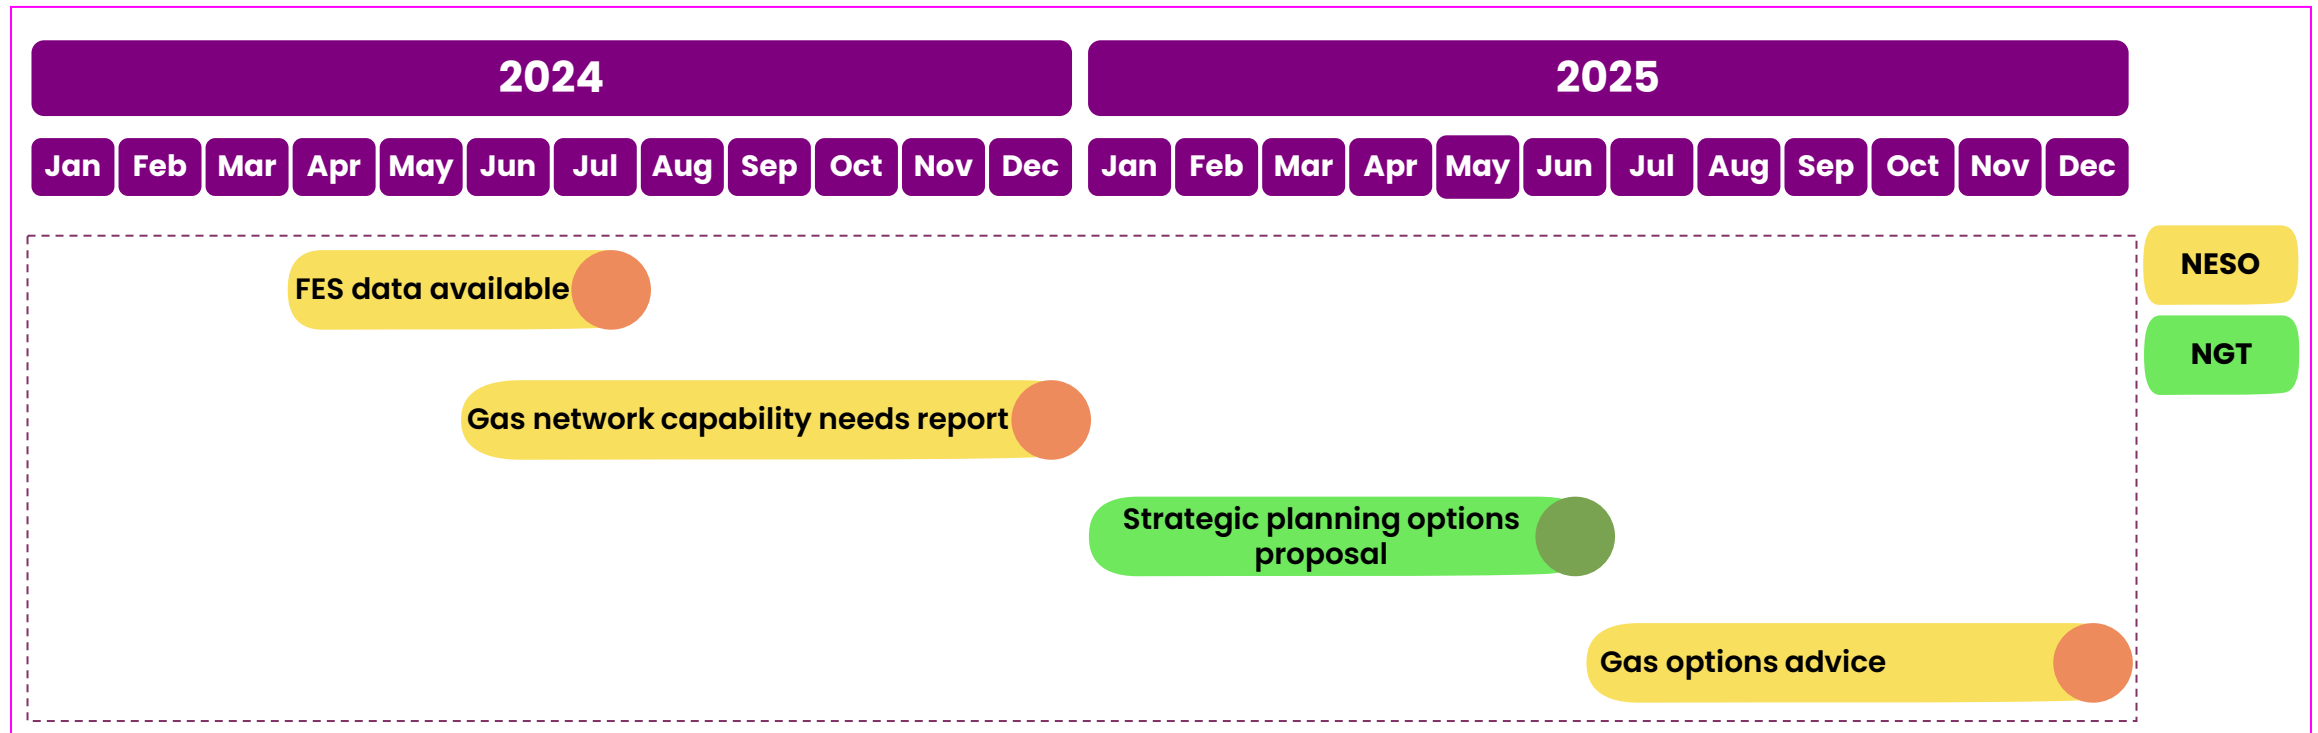 2024 2025
Jan Feb Mar Apr May Jun Jul Aug Sep Oct Nov Dec Jan Feb Mar Apr May Jun Jul Aug Sep Oct Nov Dec
NESO
FES data available
NGT
Gas network capability needs report
Strategic planning options
proposal
Gas options advice